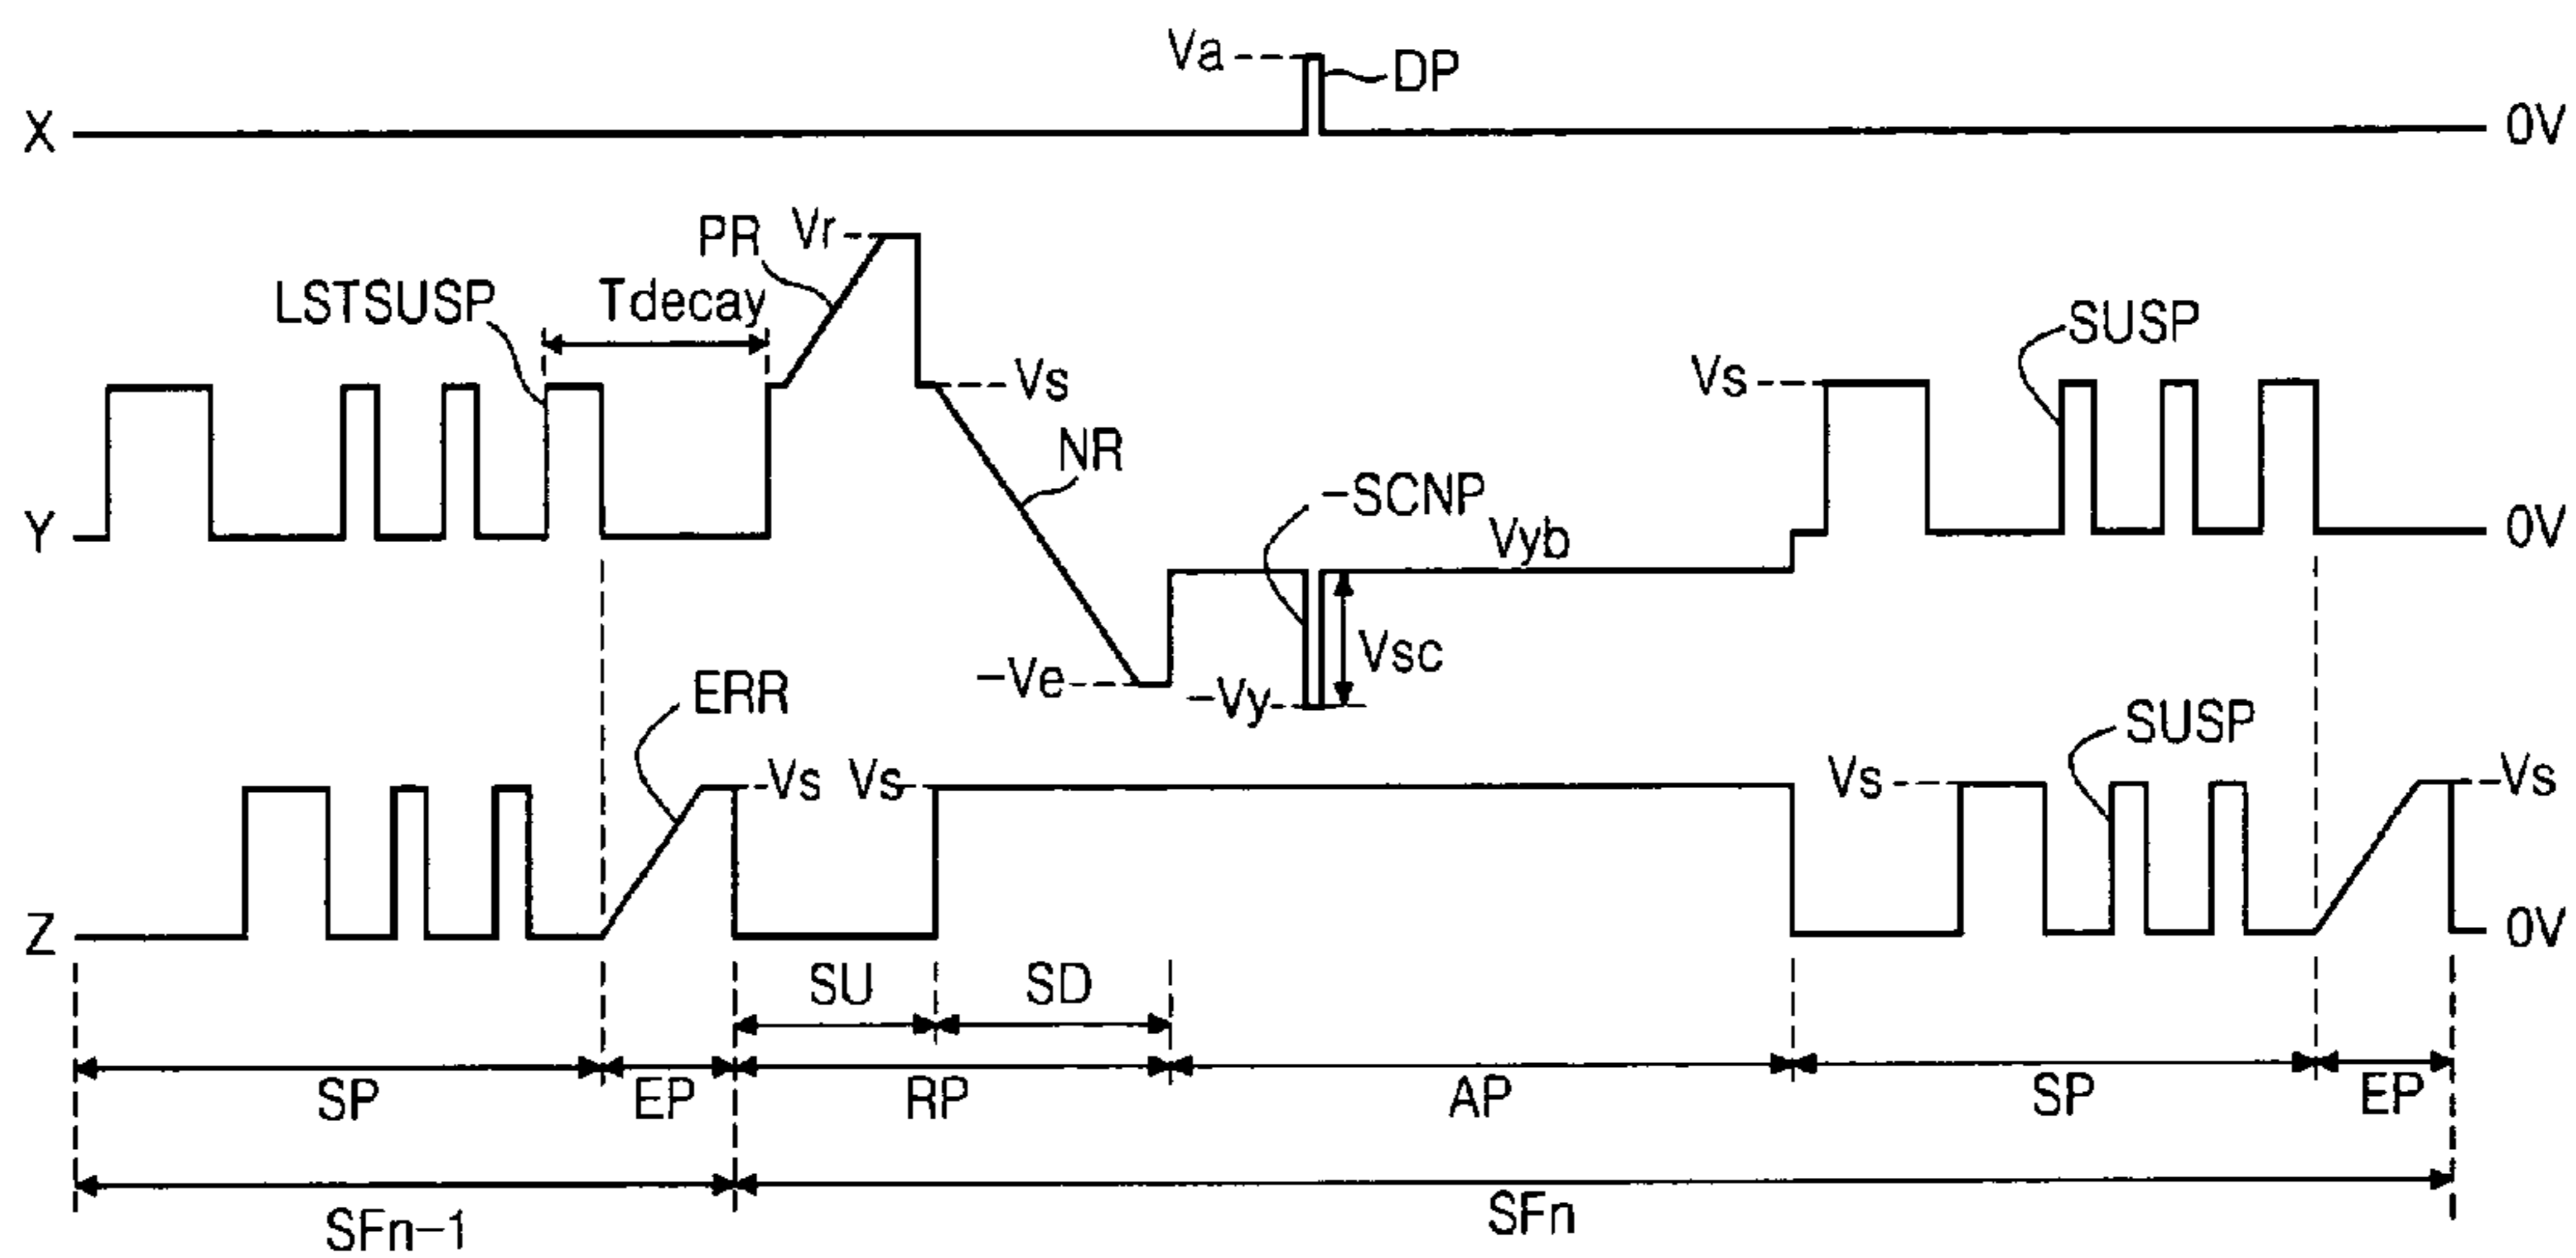 Va
DP
X
0V
PR
Vr
LSTSUSP
Tdecay
Vs
NR
Vs
SUSP
-SCNP
Vyb
Y
0V
-Ve
-Vy
Vsc
ERR
-Vs
Vs
Vs
SUSP
-Vs
Z
0V
SU
SD
SP
EP
RP
AP
SP
EP
SFn-1
SFn